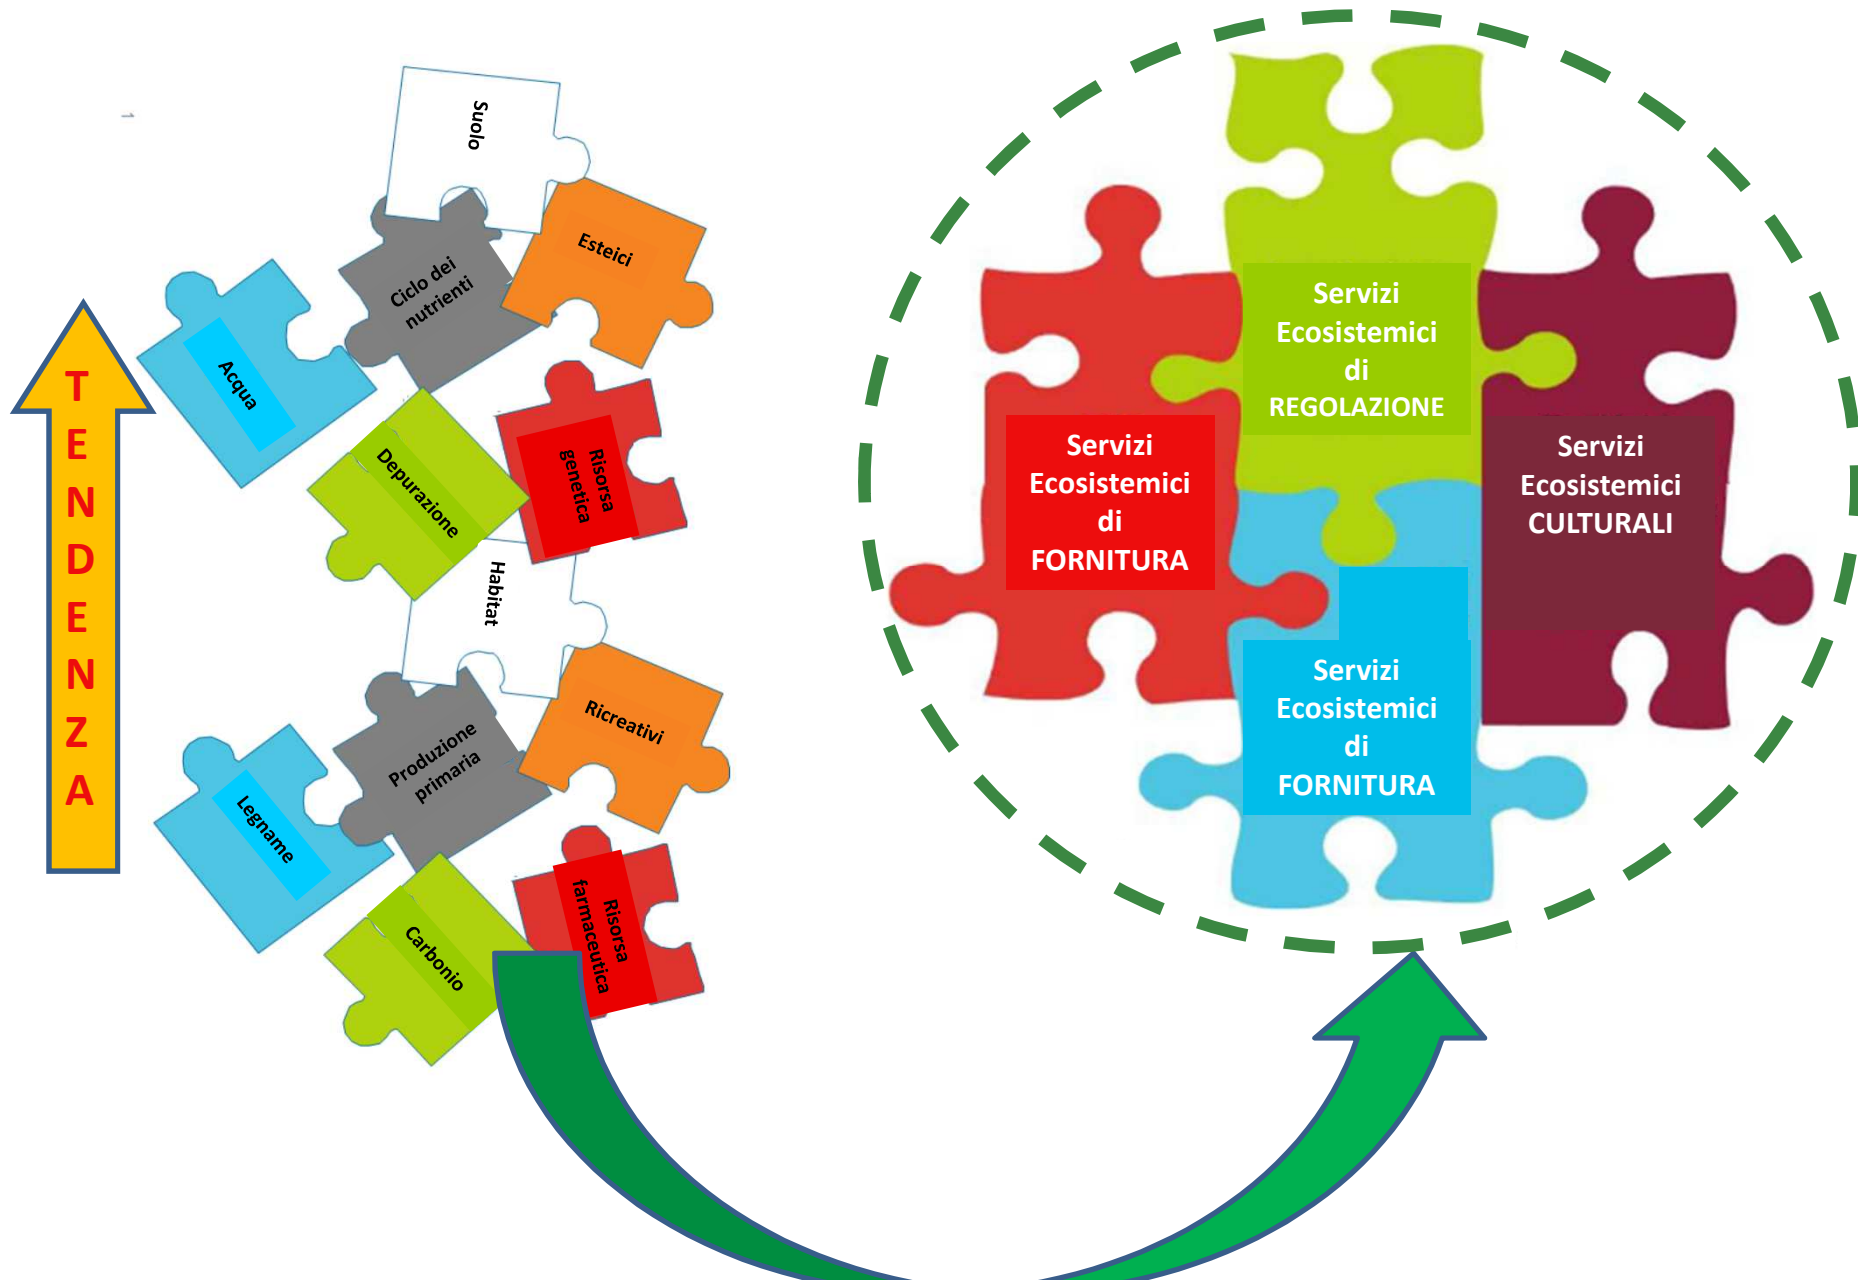 1
Suolo
Esteici
Ciclo dei
nutrienti
Acqua
Depurazione
Risorsa
genetica
Habitat
Ricreativi
Produzione
primaria
Legname
Carbonio
Risorsa
farmaceutica
T
E
N
D
E
N
Z
A
Servizi
Ecosistemici
di
REGOLAZIONE
Servizi
Ecosistemici
di
FORNITURA
Servizi
Ecosistemici
CULTURALI
Servizi
Ecosistemici
di
FORNITURA